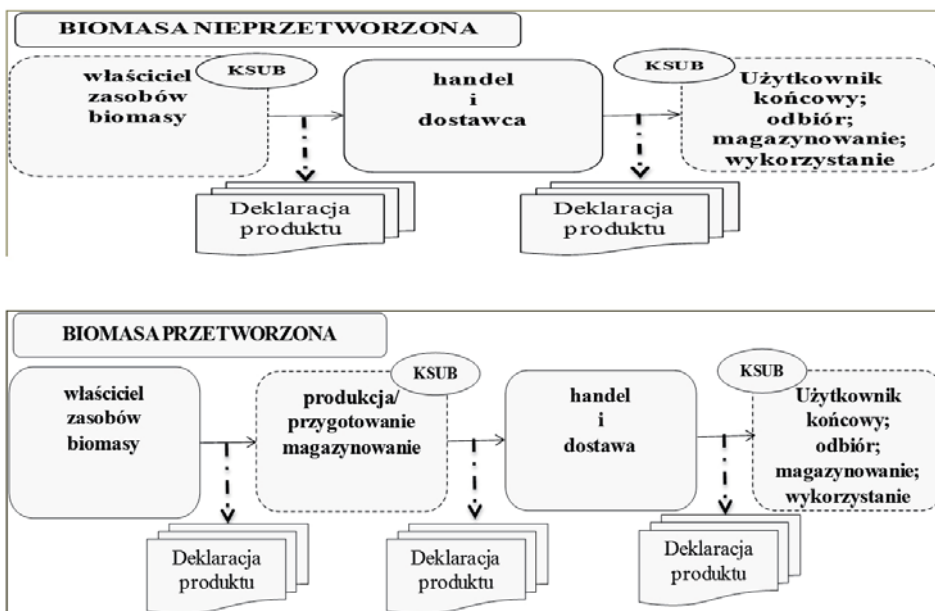 BIOMASA NIEPRZETWORZONA
właściciel
zasobów
biomasy
KSUB
handel
i
dostawca
KSUB
Użytkownik
końcowy;
odbiór;
magazynowanie;
wykorzystanie
Deklaracja
produktu
Deklaracja
produktu
BIOMASA PRZETWORZONA
właściciel
zasobów
biomasy
produkcja/
przygotowanie
magazynowanie
KSUB
handel
i
dostawa
KSUB
Użytkownik
końcowy;
odbiór;
magazynowanie;
wykorzystanie
Deklaracja
produktu
Deklaracja
produktu
Deklaracja
produktu